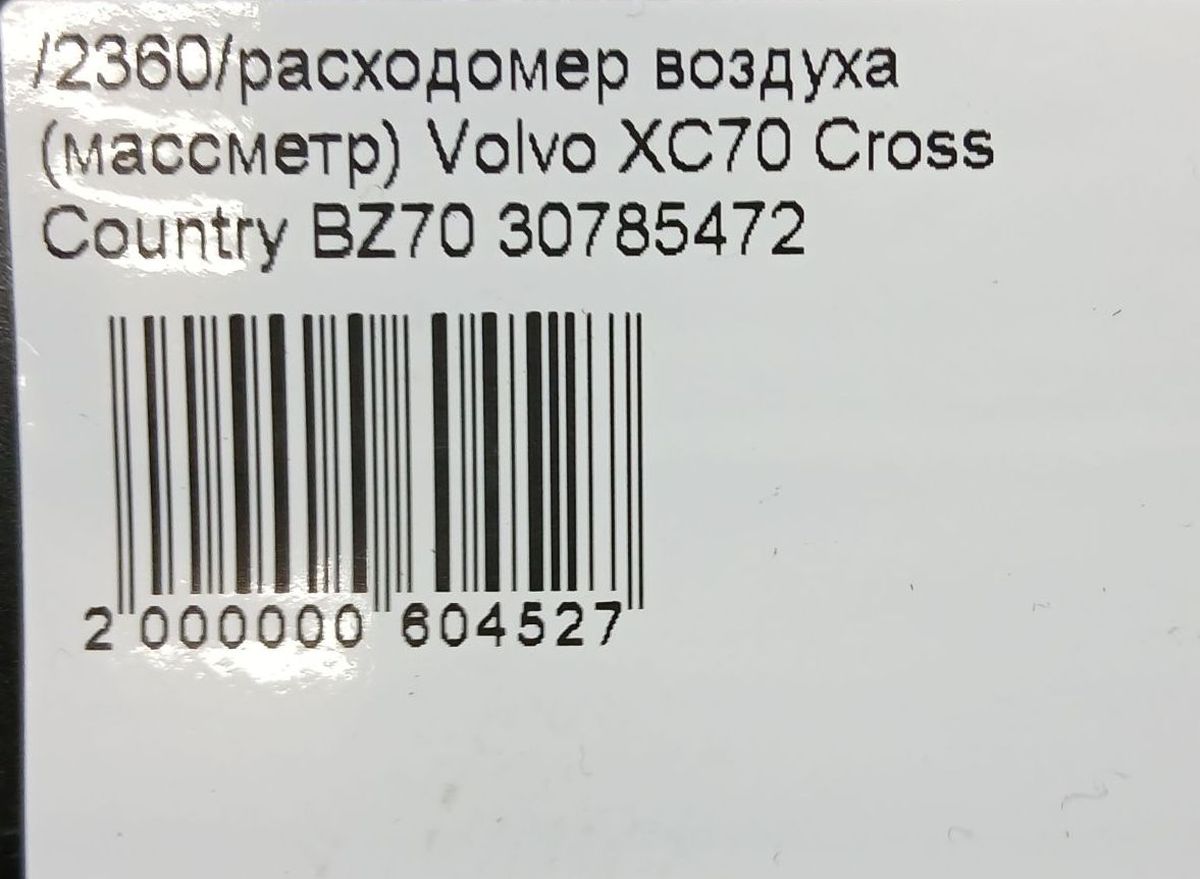 /2360/расходомер воздуха
(массметр) Volvo XC70 Cross
Country BZ70 30785472
2 000000 604527